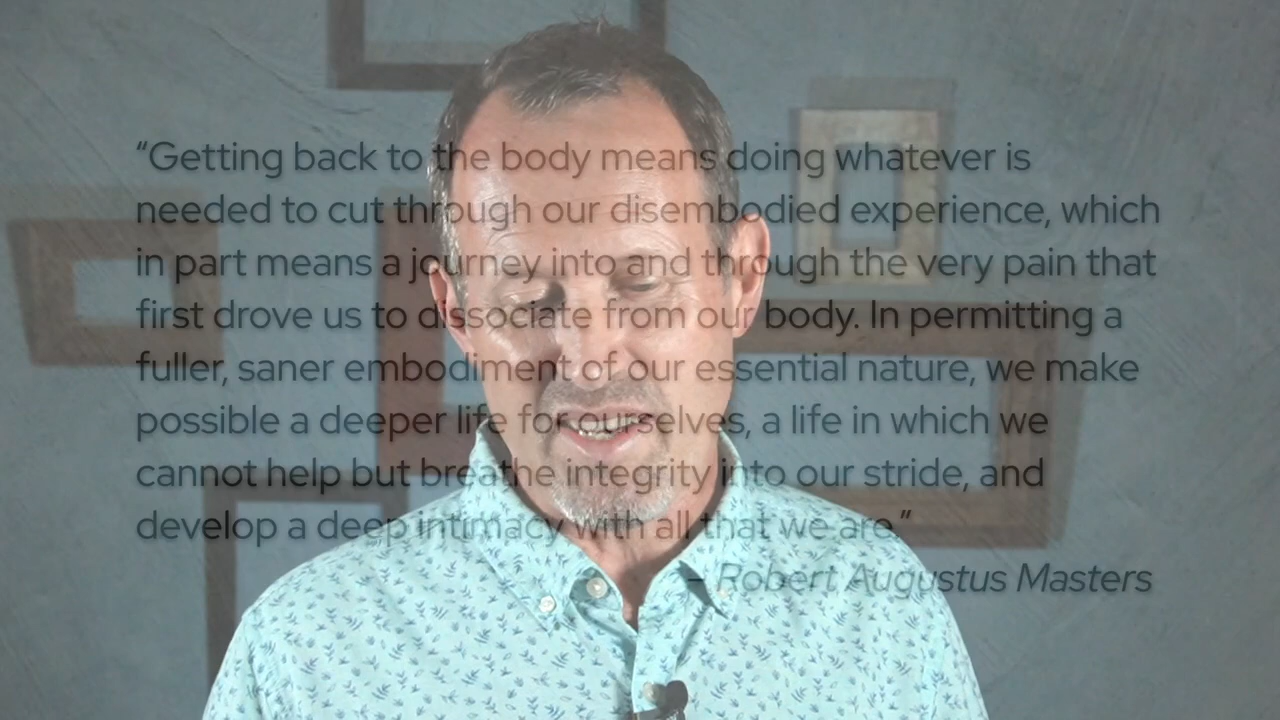 “Getting back to the body means doing whatever is
needed to cut through our disembodied experience, which
in part means a journey into and through the very pain that
first drove us to dissociate from our body. In permitting a
fuller, saner embodiment of our essential nature, we make
possible a deeper life for ourselves, a life in which we
cannot help but breathe integrity into our stride, and
develop a deep intimacy with all that we are.”
– Robert Augustus Masters